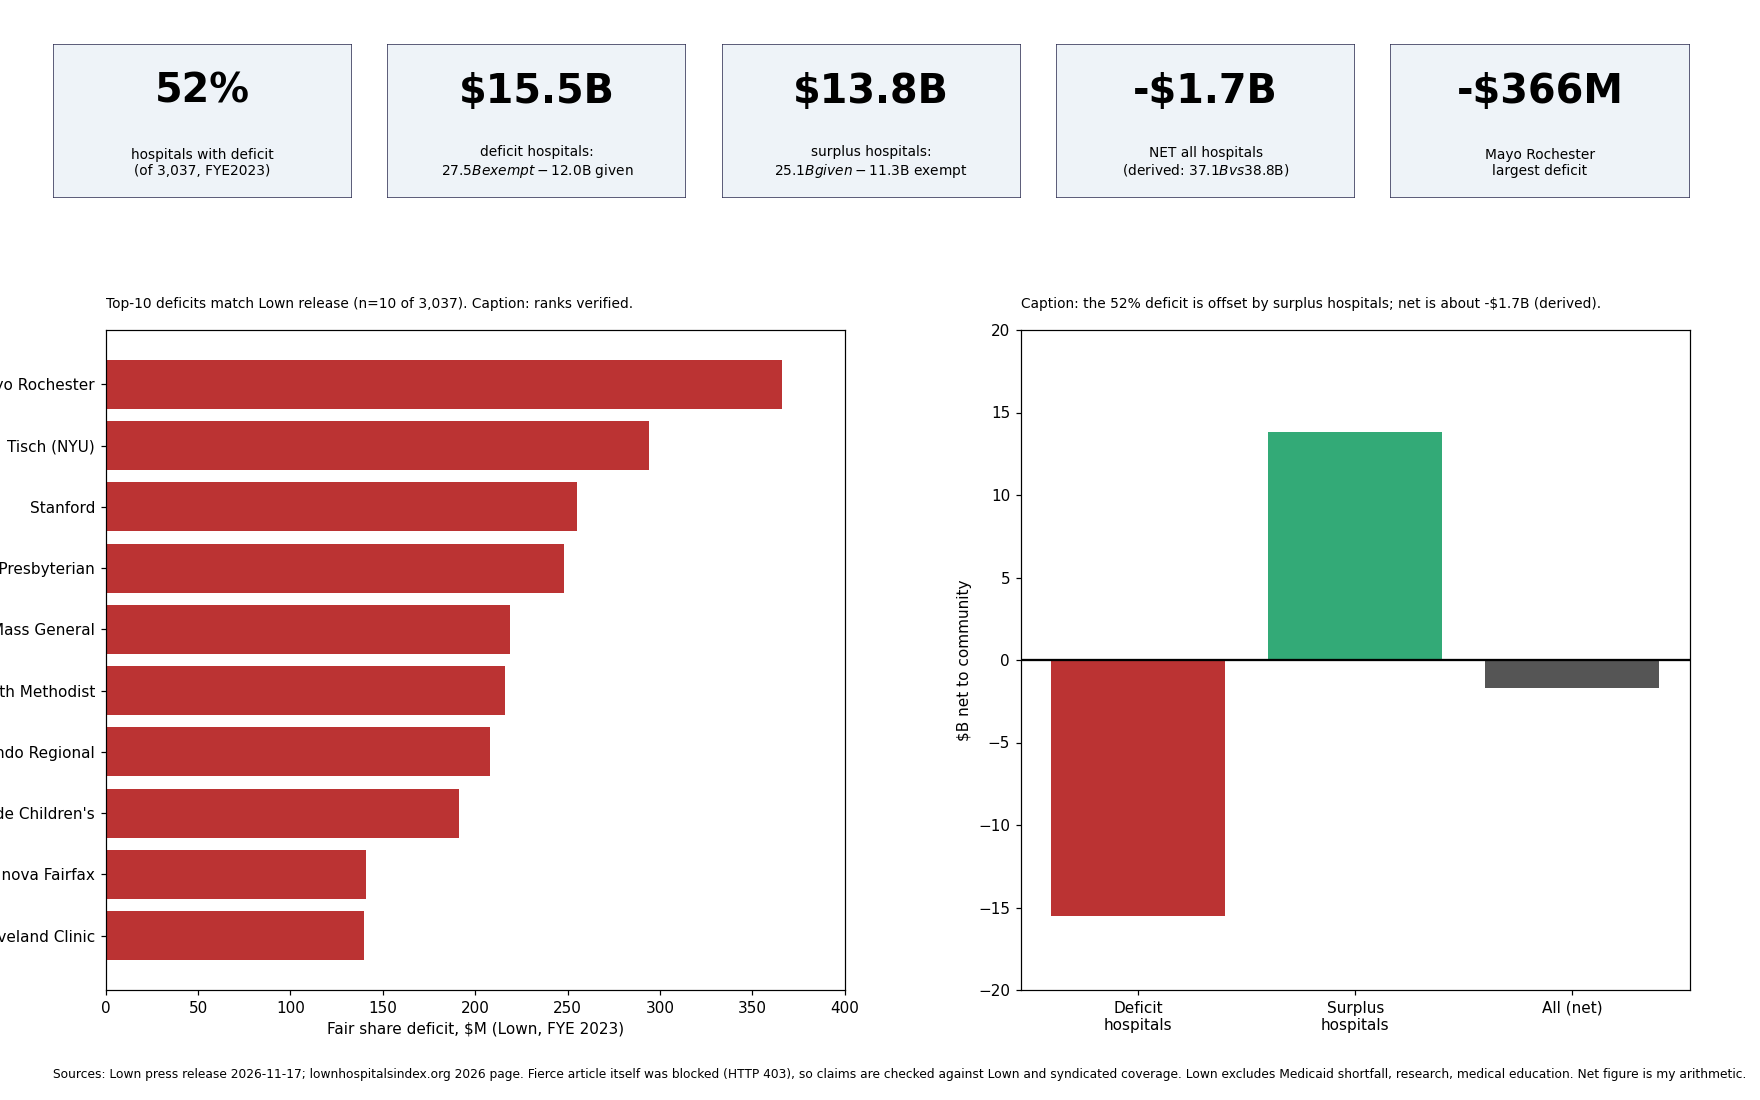 52%
hospitals with deficit
(of 3,037, FYE2023)
$15.5B
deficit hospitals:
27.5Bexempt − 12.0B given
$13.8B
surplus hospitals:
25.1Bgiven − 11.3B exempt
-$1.7B
NET all hospitals
(derived: 37.1Bvs38.8B)
-$366M
Mayo Rochester
largest deficit
Top-10 deficits match Lown release (n=10 of 3,037). Caption: ranks verified.
yo Rochester
Tisch (NYU)
Stanford
Presbyterian
Mass General
th Methodist
ndo Regional
de Children's
nova Fairfax
veland Clinic
0 50 100 150 200 250 300 350 400
Fair share deficit, $M (Lown, FYE 2023)
Caption: the 52% deficit is offset by surplus hospitals; net is about -$1.7B (derived).
20
15
10
5
0
−5
−10
−15
−20
$B net to community
Deficit
hospitals
Surplus
hospitals
All (net)
Sources: Lown press release 2026-11-17; lownhospitalsindex.org 2026 page. Fierce article itself was blocked (HTTP 403), so claims are checked against Lown and syndicated coverage. Lown excludes Medicaid shortfall, research, medical education. Net figure is my arithmetic.